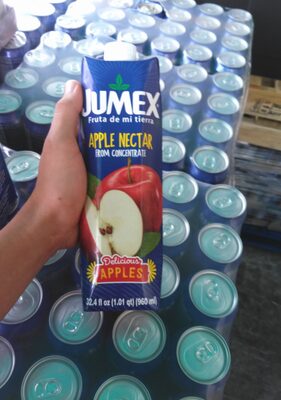 JUMEX
Fruta de mi tierra
APPLE NECTAR
FROM CONCENTRATE
Delicious
APPLES
32.4 fl oz (1.01 qt) (960 ml)